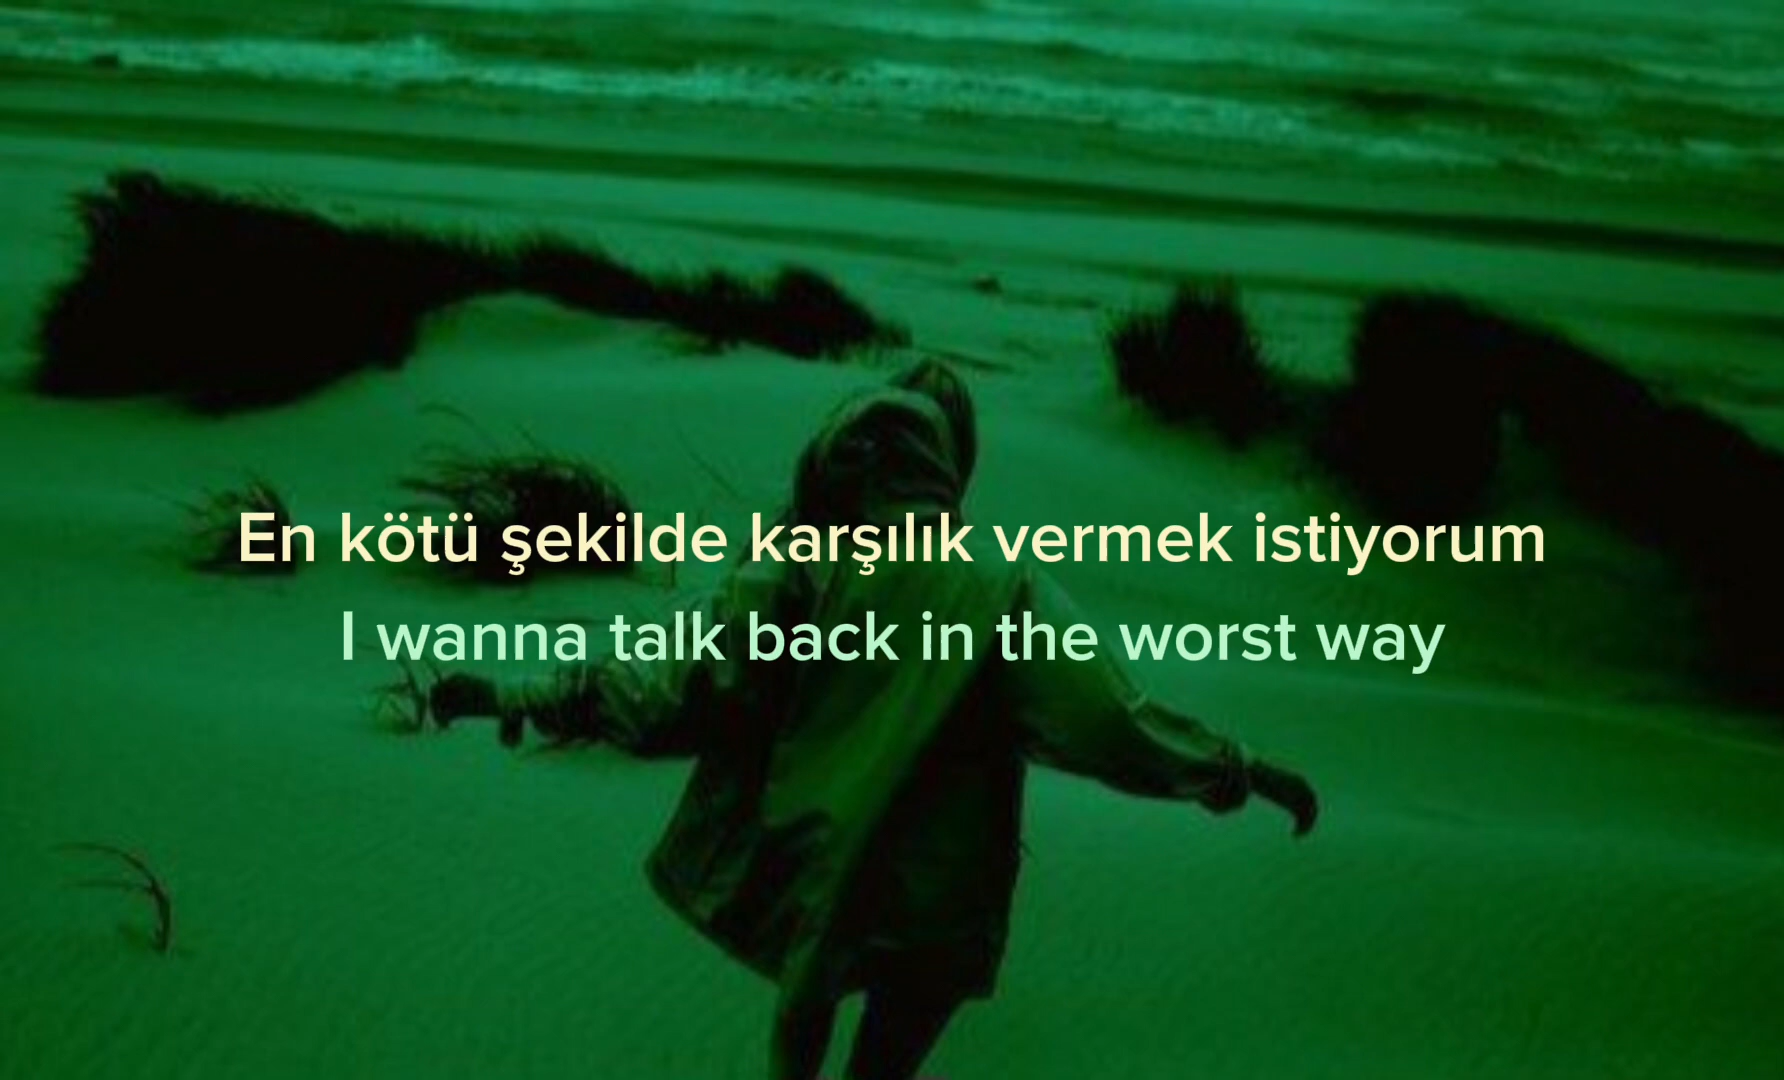 En kötü şekilde karşılık vermek istiyorum
I wanna talk back in the worst way